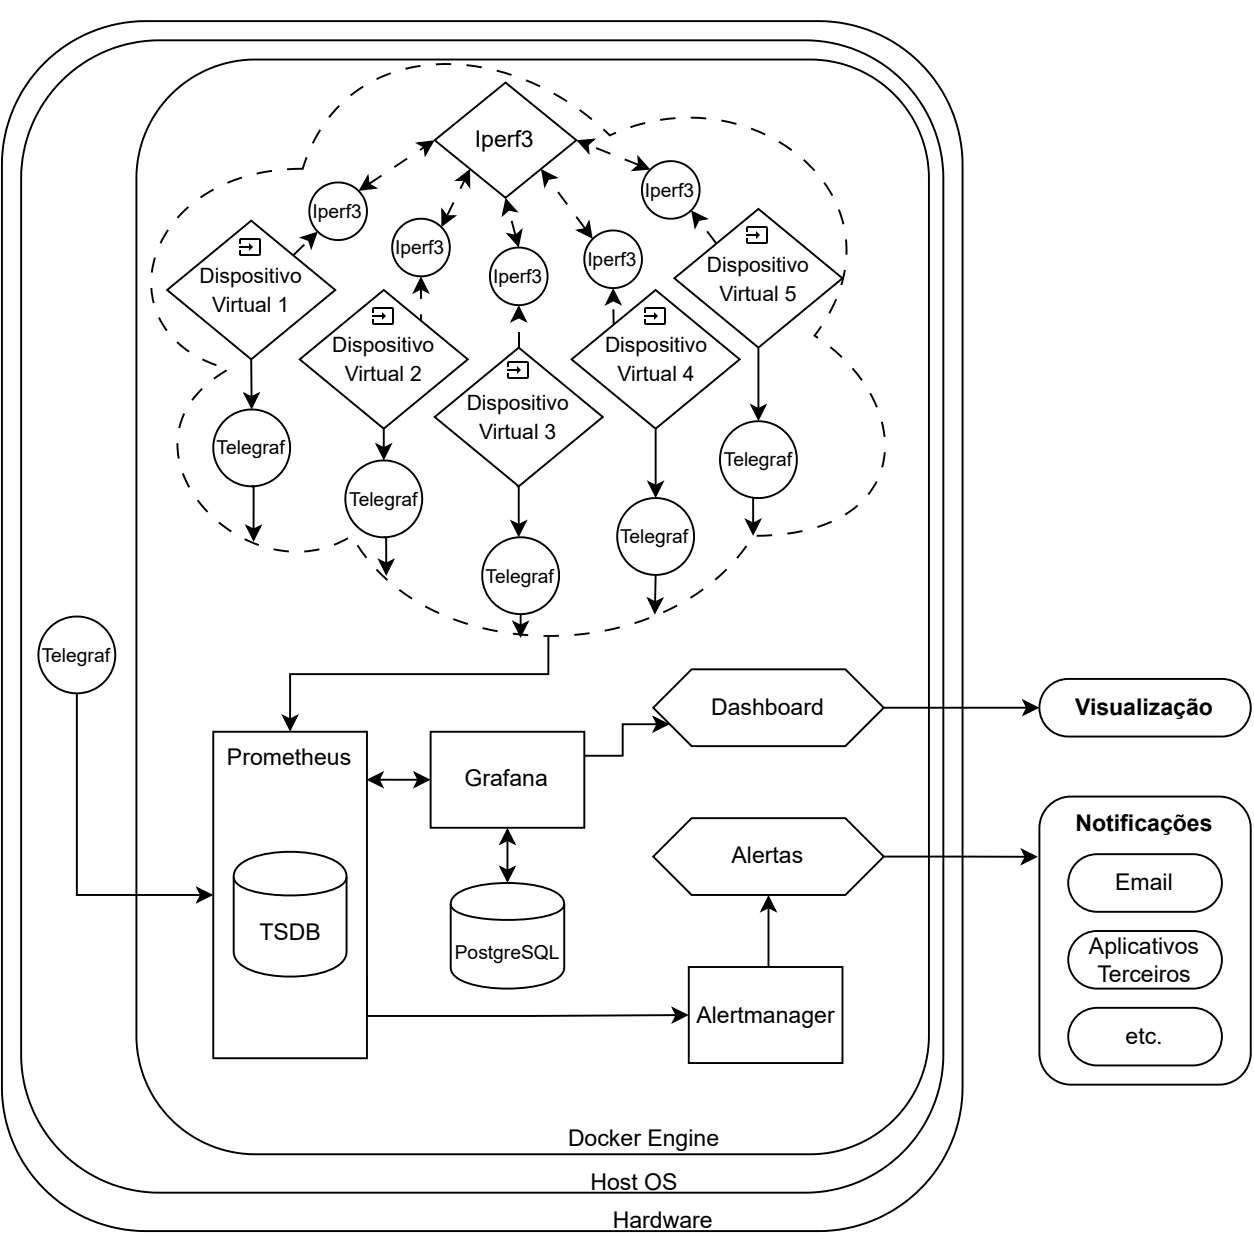 Iperf3
Iperf3
Iperf3
Iperf3
Iperf3
Iperf3
Dispositivo
Virtual 1
Dispositivo
Virtual 2
Dispositivo
Virtual 3
Dispositivo
Virtual 4
Dispositivo
Virtual 5
Telegraf
Telegraf
Telegraf
Telegraf
Telegraf
Telegraf
Prometheus
TSDB
Grafana
PostgreSQL
Dashboard
Alertas
Alertmanager
Visualização
Notificações
Email
Aplicativos
Terceiros
etc.
Docker Engine
Host OS
Hardware